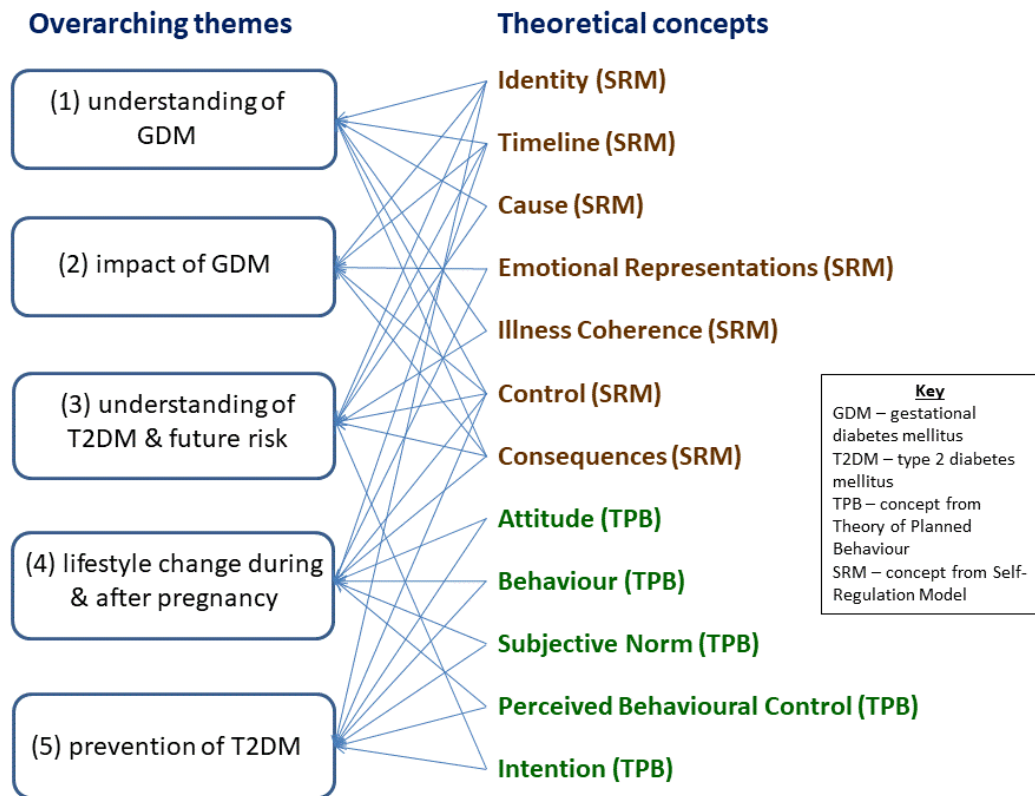 Overarching themes
(1) understanding of
GDM
(2) impact of GDM
(3) understanding of
T2DM & future risk
(4) lifestyle change during
& after pregnancy
(5) prevention of T2DM
Theoretical concepts
Identity (SRM)
Timeline (SRM)
Cause (SRM)
Emotional Representations (SRM)
Illness Coherence (SRM)
Control (SRM)
Consequences (SRM)
Attitude (TPB)
Behaviour (TPB)
Subjective Norm (TPB)
Perceived Behavioural Control (TPB)
Intention (TPB)
Key
GDM – gestational
diabetes mellitus
T2DM – type 2 diabetes
mellitus
TPB – concept from
Theory of Planned
Behaviour
SRM – concept from Self-
Regulation Model